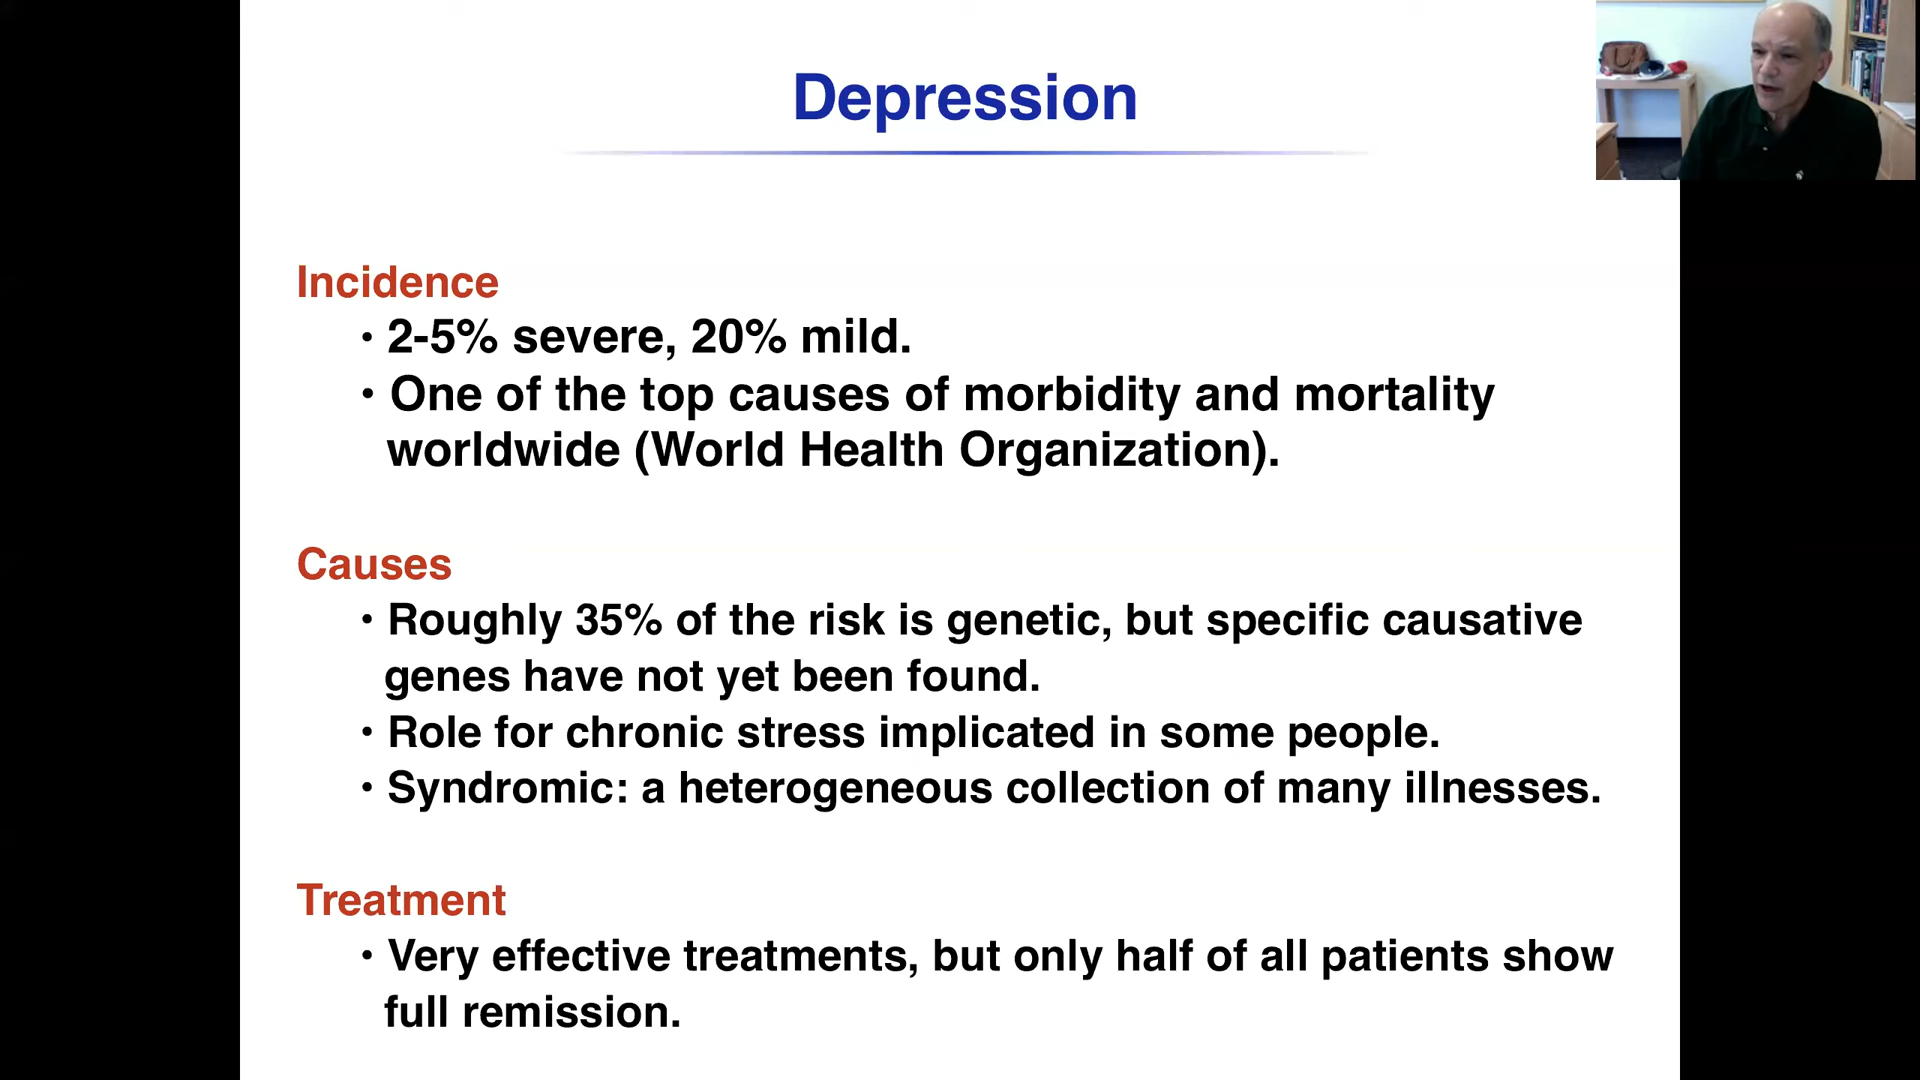 Depression
Incidence
• 2-5% severe, 20% mild.
• One of the top causes of morbidity and mortality
worldwide (World Health Organization).
Causes
• Roughly 35% of the risk is genetic, but specific causative
genes have not yet been found.
• Role for chronic stress implicated in some people.
• Syndromic: a heterogeneous collection of many illnesses.
Treatment
• Very effective treatments, but only half of all patients show
full remission.